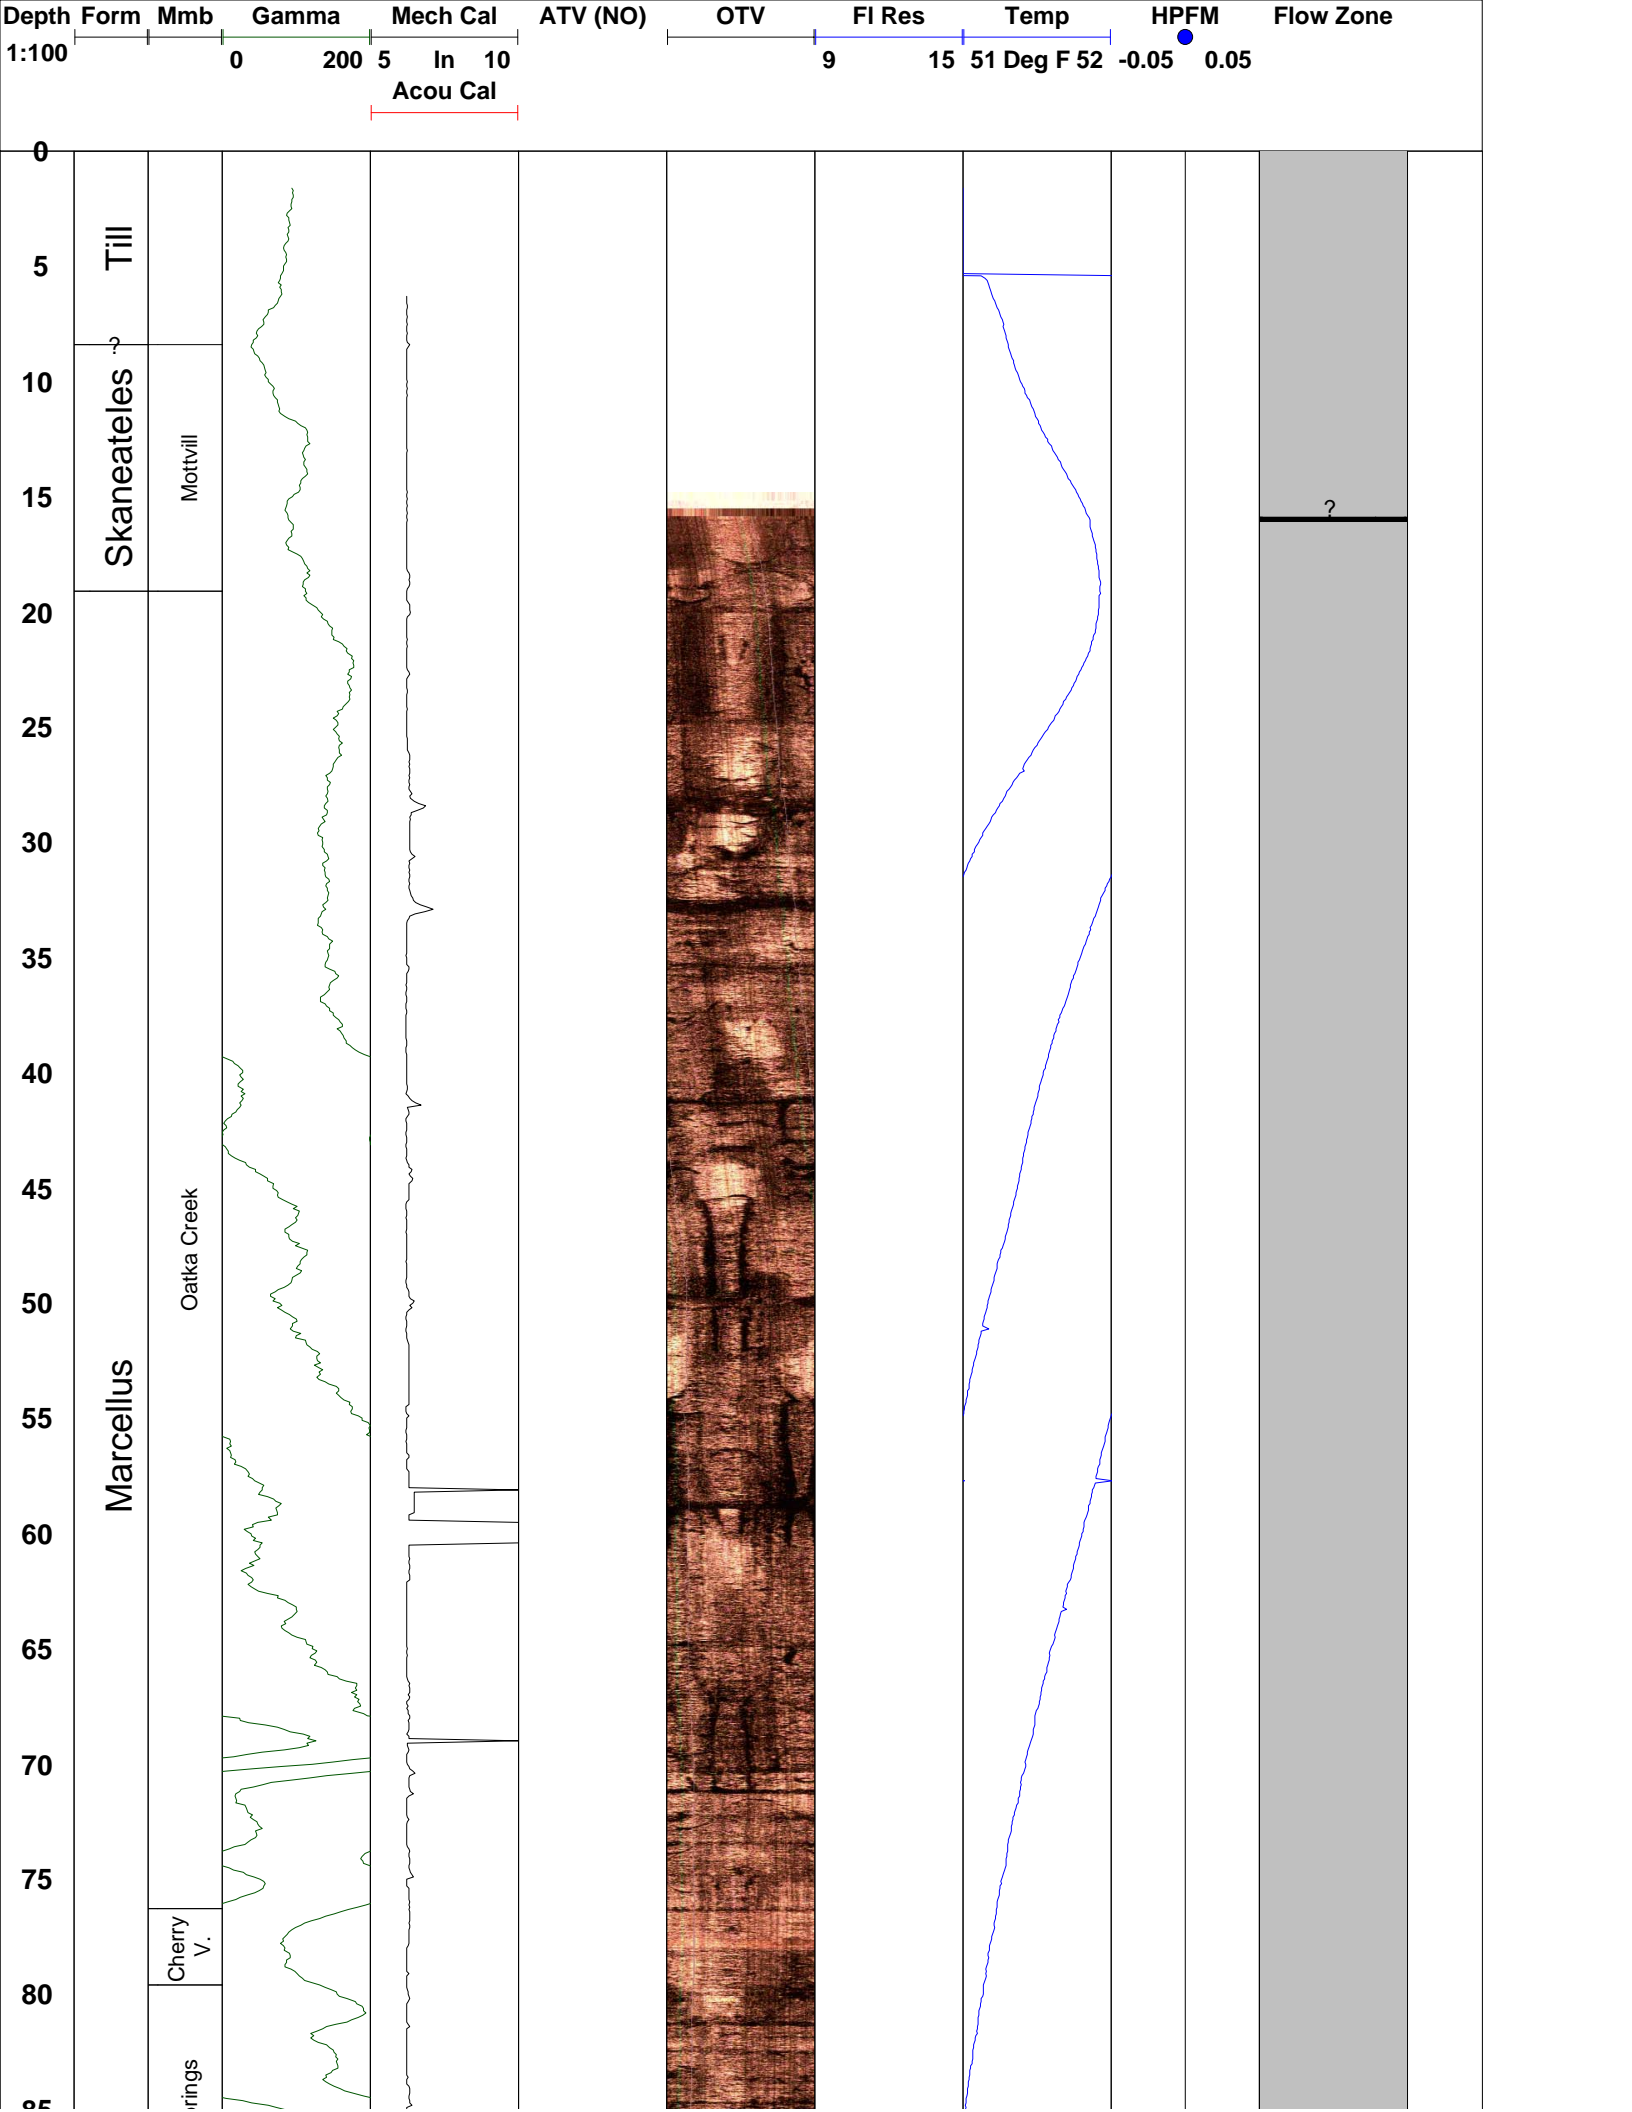 Depth Form Mmb Gamma Mech Cal ATV (NO) OTV Fl Res Temp HPFM Flow Zone
1:100 0 200 5 In 10 9 15 51 Deg F 52 -0.05 0.05
Acou Cal
0
Till
5
?
Skaneateles
Mottvill
10
15
?
20
25
30
35
40
45
Oatka Creek
50
Marcellus
55
60
65
70
75
Cherry
V.
80
rings
85